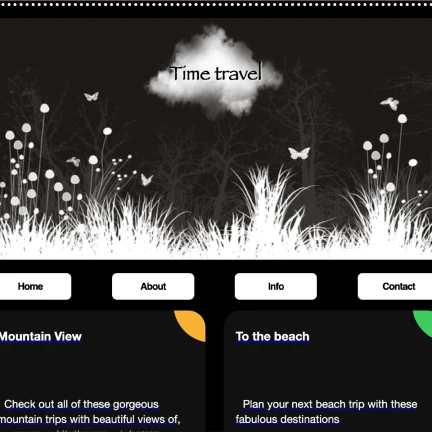 Time travel
Home
About
Info
Contact
Mountain View
To the beach
Check out all of these gorgeous
mountain trips with beautiful views of,
Plan your next beach trip with these
fabulous destinations